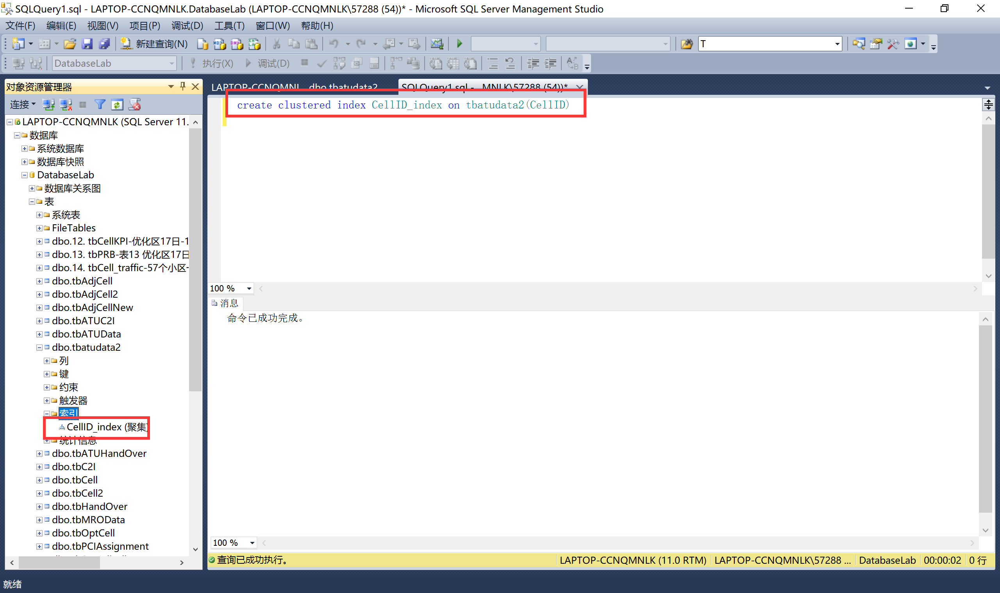 SQLQuery1.sql - LAPTOP-CCNQMNLK.DatabaseLab (LAPTOP-CCNQMNLK\57288 (54))* - Microsoft SQL Server Management Studio
文件(F) 编辑(E) 视图(V) 项目(P) 调试(D) 工具(T) 窗口(W) 帮助(H)
新建查询(N) T
DatabaseLab 执行(X) 调试(D)
对象资源管理器
连接
LAPTOP-CCNQMNLK (SQL Server 11.
数据库
系统数据库
数据库快照
DatabaseLab
数据库关系图
表
系统表
FileTables
dbo.12. tbCellKPI-优化区17日-1
dbo.13. tbPRB-表13 优化区17日
dbo.14. tbCell_traffic-57个小区-
dbo.tbAdjCell
dbo.tbAdjCell2
dbo.tbAdjCellNew
dbo.tbATUC2I
dbo.tbATUData
dbo.tbatudata2
列
键
约束
触发器
索引
CellID_index (聚集)
统计信息
dbo.tbATUHandOver
dbo.tbC2I
dbo.tbCell
dbo.tbCell2
dbo.tbHandOver
dbo.tbMROData
dbo.tbOptCell
dbo.tbPCIAssignment
LAPTOP-CCNQMNL...dbo.tbatudata2 SQLQuery1.sql -...MNLK\57288 (54))*
create clustered index CellID_index on tbatudata2(CellID)
100 %
消息
命令已成功完成。
100 %
查询已成功执行。 LAPTOP-CCNQMNLK (11.0 RTM) LAPTOP-CCNQMNLK\57288 ... DatabaseLab 00:00:02 0 行
就绪